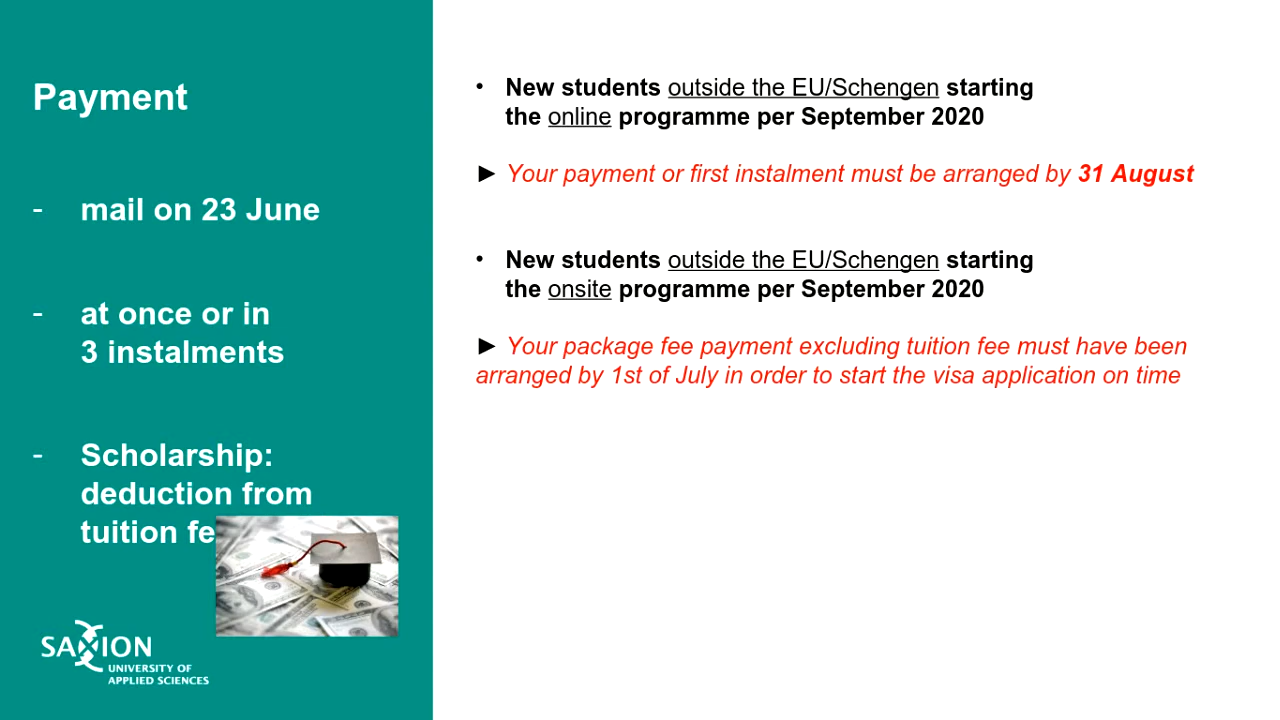 Payment
- mail on 23 June
- at once or in
3 instalments
- Scholarship:
deduction from
tuition fe
SAXION
UNIVERSITY OF
APPLIED SCIENCES
• New students outside the EU/Schengen starting
the online programme per September 2020
► Your payment or first instalment must be arranged by 31 August
• New students outside the EU/Schengen starting
the onsite programme per September 2020
► Your package fee payment excluding tuition fee must have been
arranged by 1st of July in order to start the visa application on time